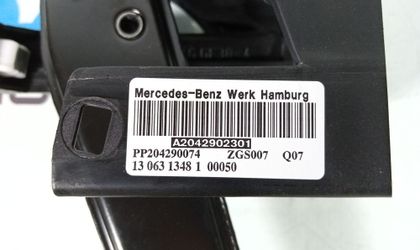 Mercedes-Benz Werk Hamburg
A2042902301
PP204290074 ZGS007 Q07
13 063 1348 1 00050